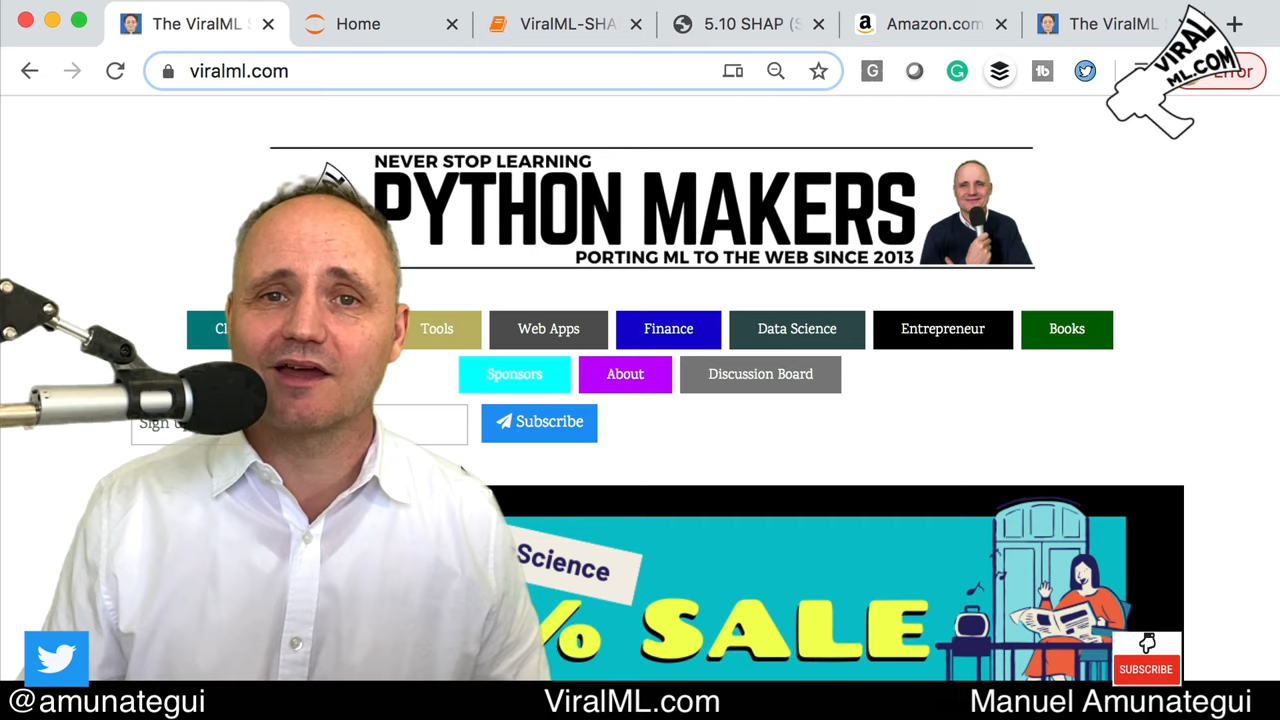 The ViralML S
Home
ViralML-SHA
5.10 SHAP (S
Amazon.com
The ViralML
viralml.com
Error
VIRAL
ML.COM
NEVER STOP LEARNING
PYTHON MAKERS
PORTING ML TO THE WEB SINCE 2013
Tools
Web Apps
Finance
Data Science
Entrepreneur
Books
Sponsors
About
Discussion Board
Sign
Subscribe
Science
% SALE
SUBSCRIBE
@amunategui
ViralML.com
Manuel Amunategui